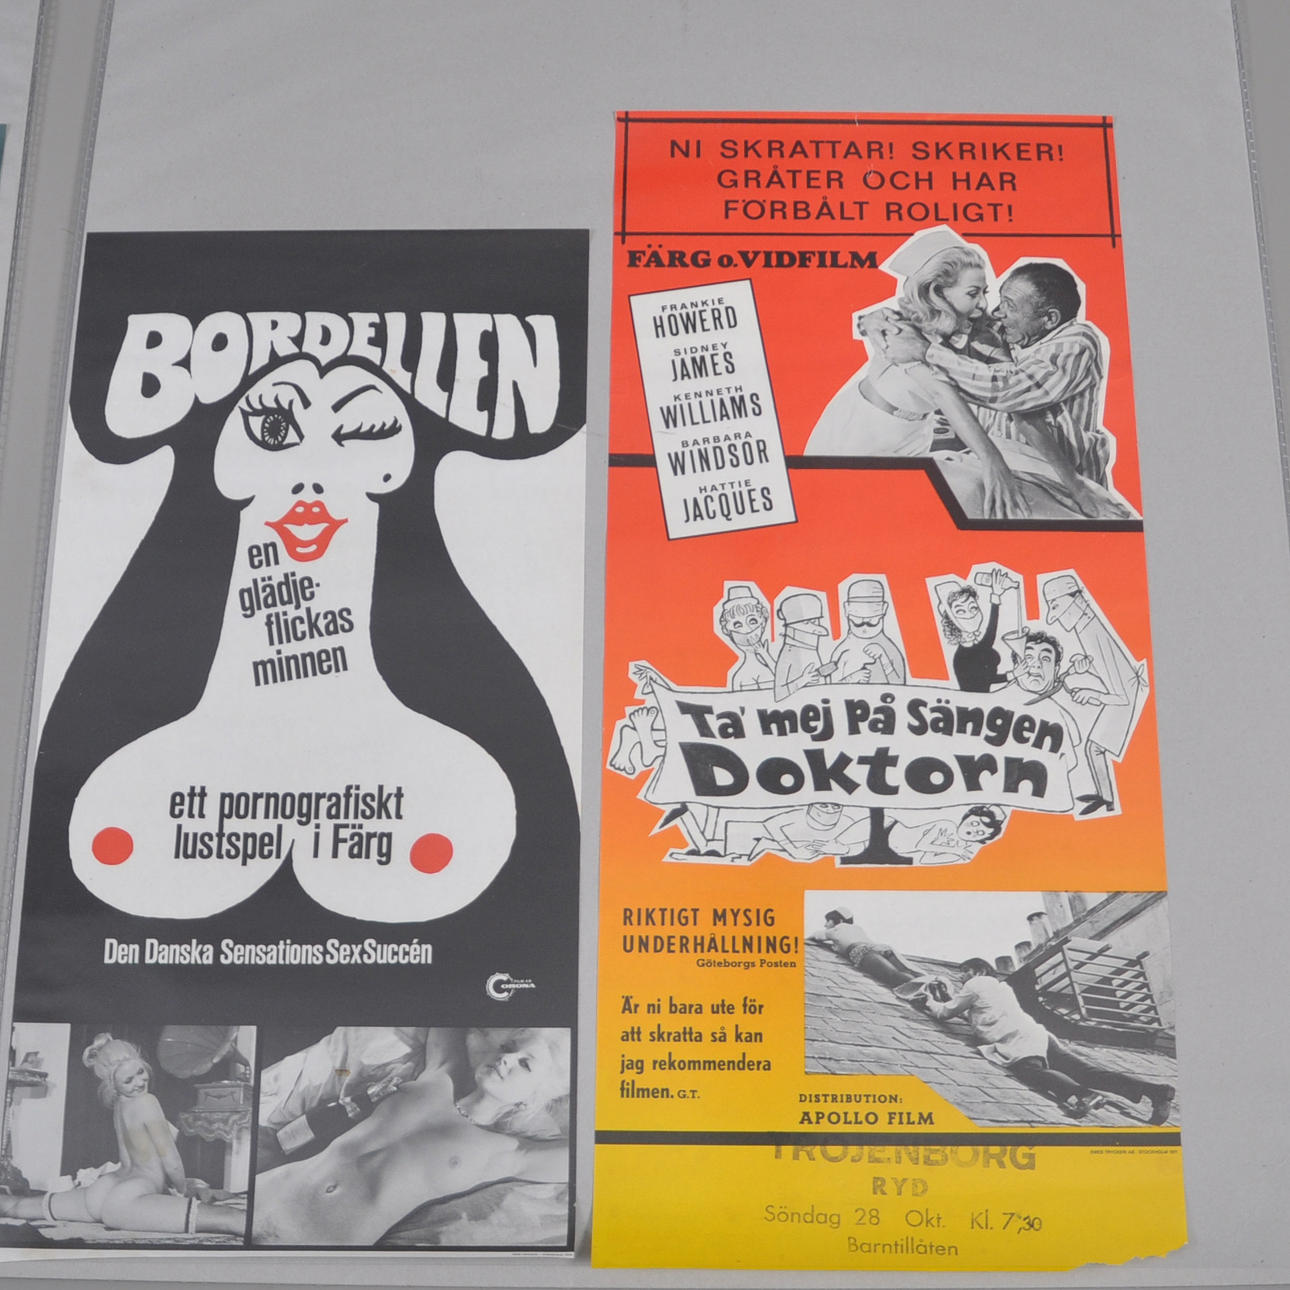 BORDELLEN
en
glädje-
flickas
minnen
ett pornografiskt
lustspel i Färg
Den Danska Sensations SexSuccén
CORONA
NI SKRATTAR! SKRIKER!
GRÅTER OCH HAR
FÖRBÅLT ROLIGT!
FÄRG o. VIDFILM
FRANKIE
HOWERD
SIDNEY
JAMES
KENNETH
WILLIAMS
BARBARA
WINDSOR
HATTIE
JACQUES
Ta' mej på Sängen,
Doktorn
RIKTIGT MYSIG
UNDERHÅLLNING!
Göteborgs Posten
Är ni bara ute för
att skratta så kan
jag rekommendera
filmen. G.T.
DISTRIBUTION:
APOLLO FILM
TROJENBORG
RYD
Söndag 28 Okt. Kl. 7,30
Barntillåten